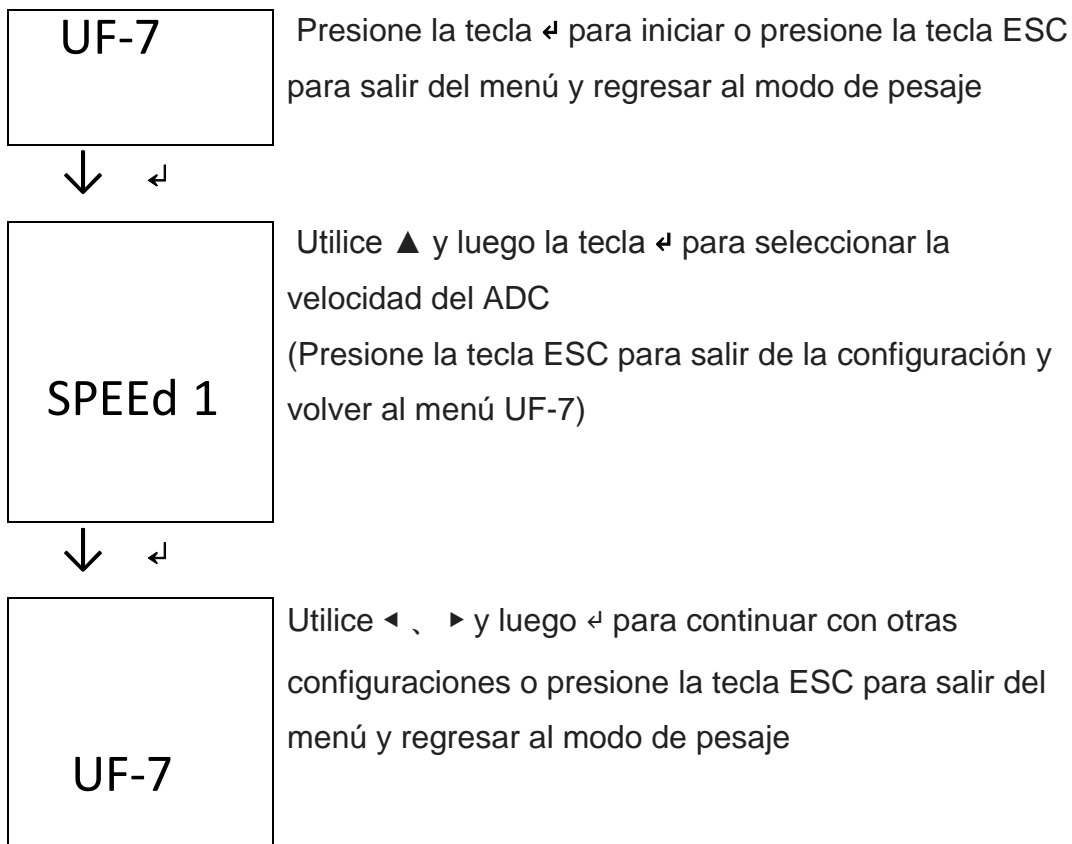 UF-7
Presione la tecla ↲ para iniciar o presione la tecla ESC
para salir del menú y regresar al modo de pesaje
↓ ↲
Utilice ▲ y luego la tecla ↲ para seleccionar la
velocidad del ADC
(Presione la tecla ESC para salir de la configuración y
volver al menú UF-7)
SPEEd 1
↓ ↲
Utilice ◀ 、 ▶ y luego ↲ para continuar con otras
configuraciones o presione la tecla ESC para salir del
menú y regresar al modo de pesaje
UF-7